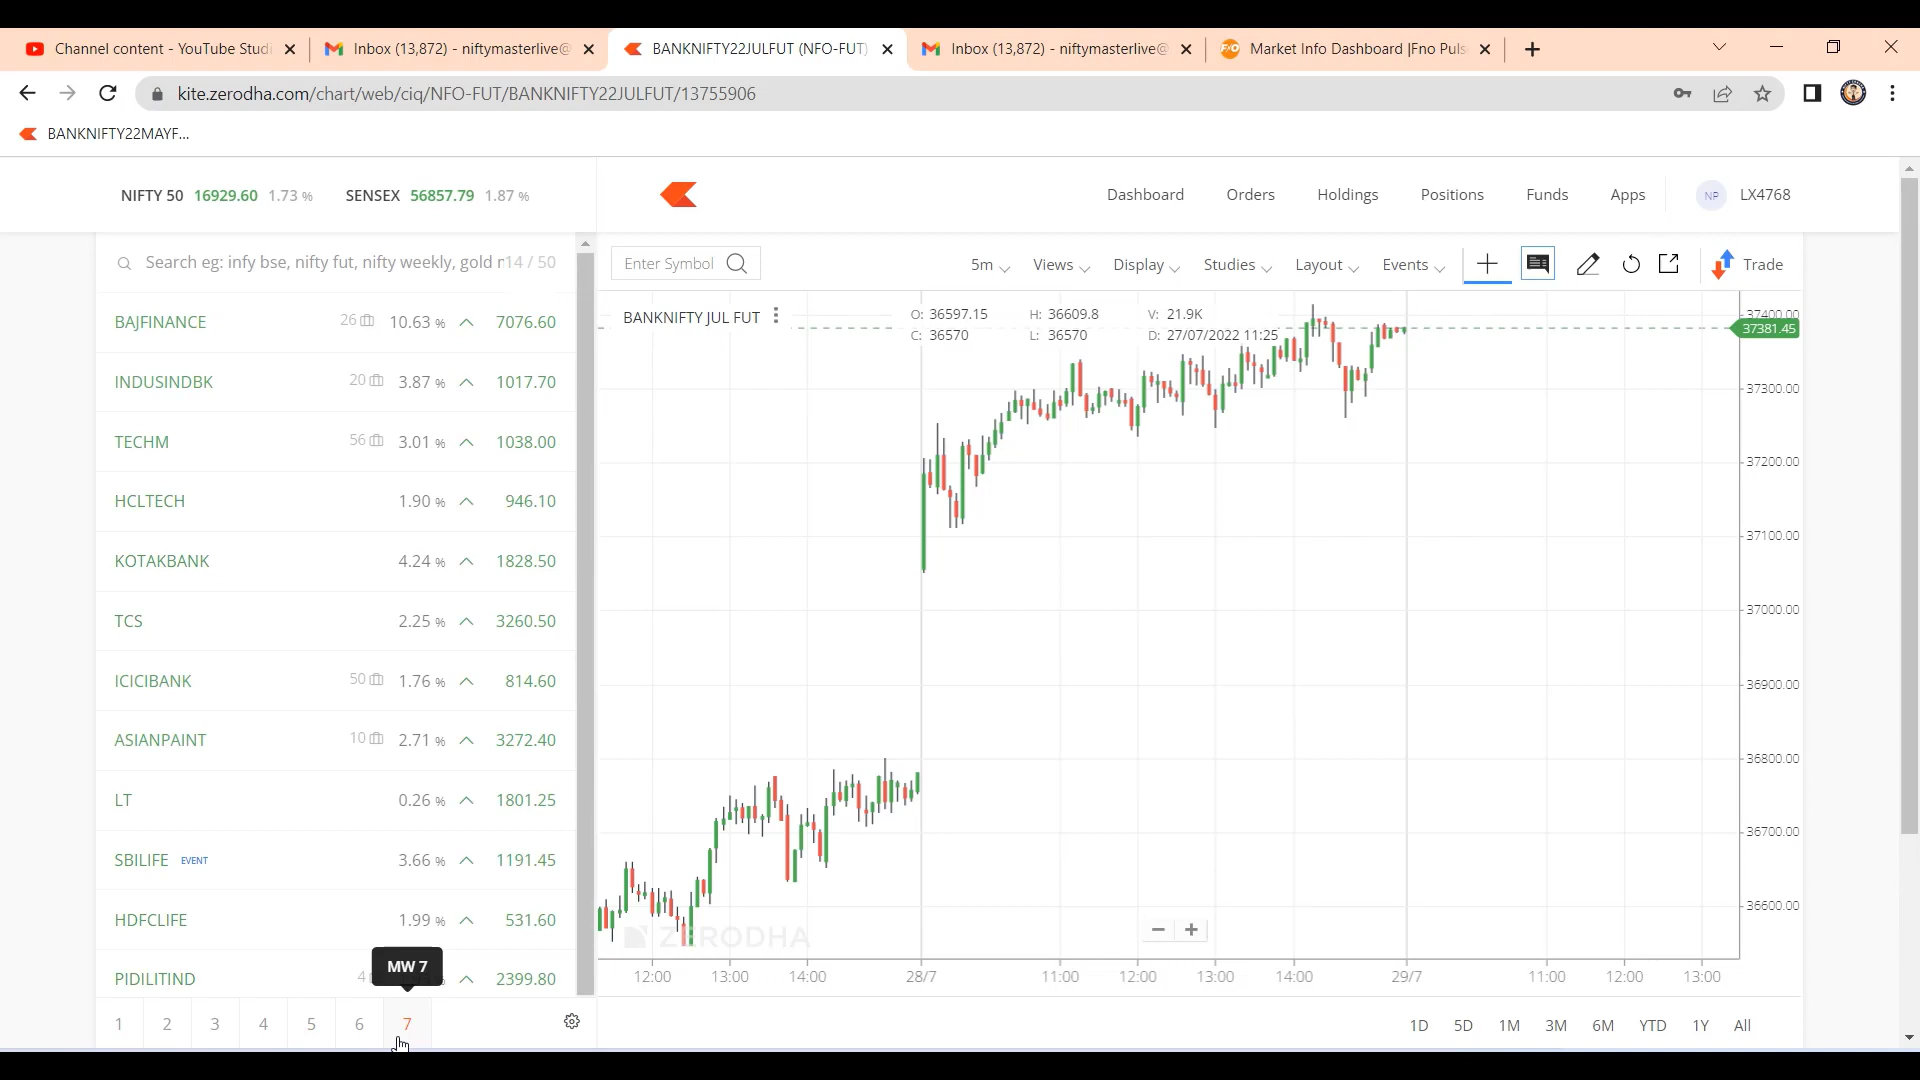 Channel content - YouTube Studi
Inbox (13,872) - niftymasterlive@
BANKNIFTY22JULFUT (NFO-FUT)
Inbox (13,872) - niftymasterlive@
Market Info Dashboard |Fno Puls
kite.zerodha.com/chart/web/ciq/NFO-FUT/BANKNIFTY22JULFUT/13755906
BANKNIFTY22MAYF...
NIFTY 50 16929.60 1.73 %
SENSEX 56857.79 1.87 %
Dashboard
Orders
Holdings
Positions
Funds
Apps
NP
LX4768
Search eg: infy bse, nifty fut, nifty weekly, gold
14 / 50
Enter Symbol
5m
Views
Display
Studies
Layout
Events
Trade
BAJFINANCE 26 10.63 % 7076.60
INDUSINDBK 20 3.87 % 1017.70
TECHM 56 3.01 % 1038.00
HCLTECH 1.90 % 946.10
KOTAKBANK 4.24 % 1828.50
TCS 2.25 % 3260.50
ICICIBANK 50 1.76 % 814.60
ASIANPAINT 10 2.71 % 3272.40
LT 0.26 % 1801.25
SBILIFE EVENT 3.66 % 1191.45
HDFCLIFE 1.99 % 531.60
PIDILITIND 4 2399.80
MW 7
1 2 3 4 5 6 7
BANKNIFTY JUL FUT
O: 36597.15 H: 36609.8 V: 21.9K
C: 36570 L: 36570 D: 27/07/2022 11:25
37400.00
37381.45
37300.00
37200.00
37100.00
37000.00
36900.00
36800.00
36700.00
36600.00
ZERODHA
12:00 13:00 14:00 28/7 11:00 12:00 13:00 14:00 29/7 11:00 12:00 13:00
1D 5D 1M 3M 6M YTD 1Y All